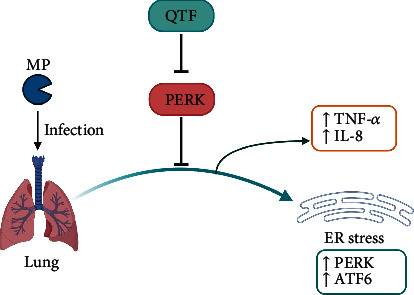 QTF
MP
PERK
Infection
↑ TNF-α
↑ IL-8
Lung
ER stress
↑ PERK
↑ ATF6